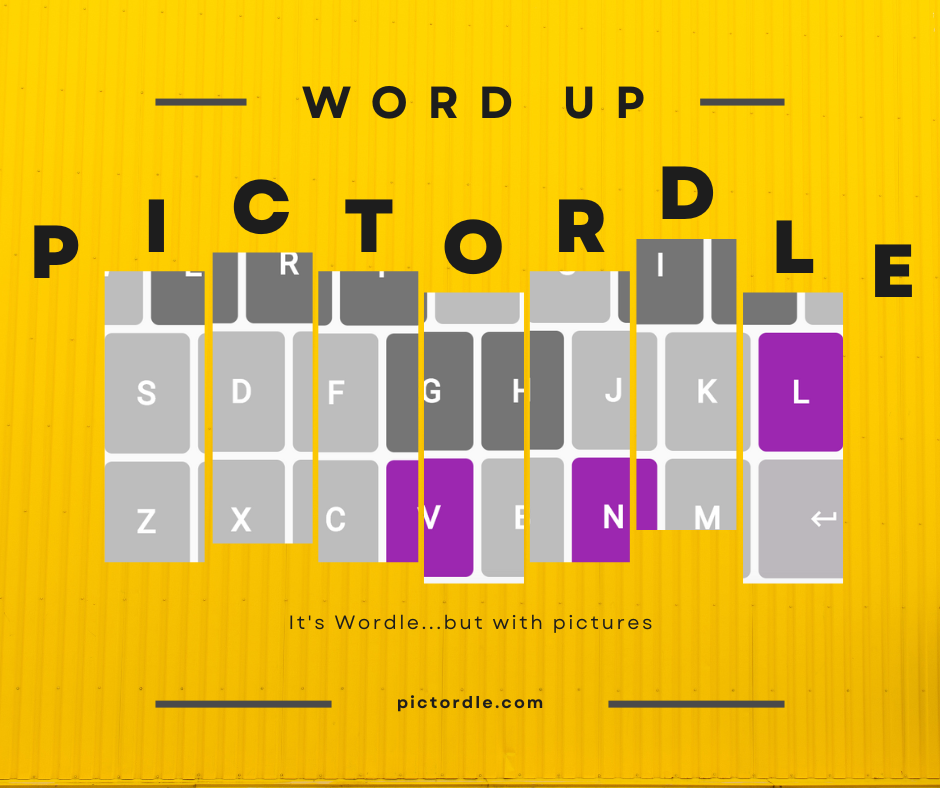 WORD UP
PICTORDLE
R I
S D F G H J K L
Z X C V N M
It's Wordle...but with pictures
pictordle.com